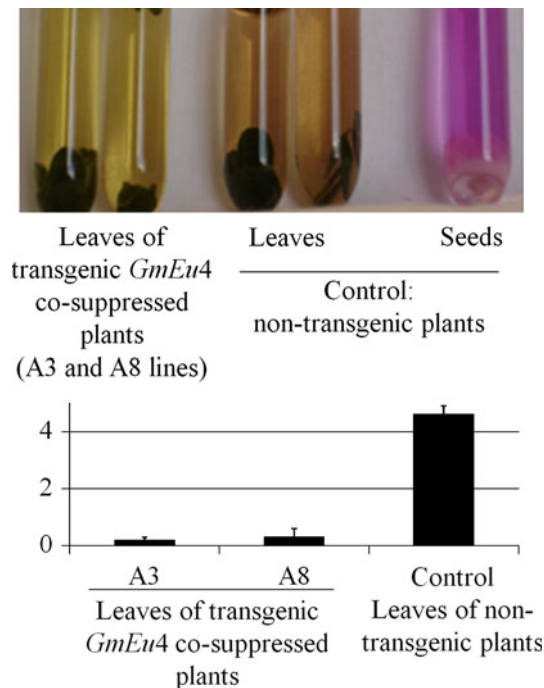 Leaves of
transgenic GmEu4
co-suppressed
plants
(A3 and A8 lines)
Leaves
Seeds
Control:
non-transgenic plants
4
2
0
A3
A8
Control
Leaves of transgenic
GmEu4 co-suppressed
plants
Leaves of non-
transgenic plants